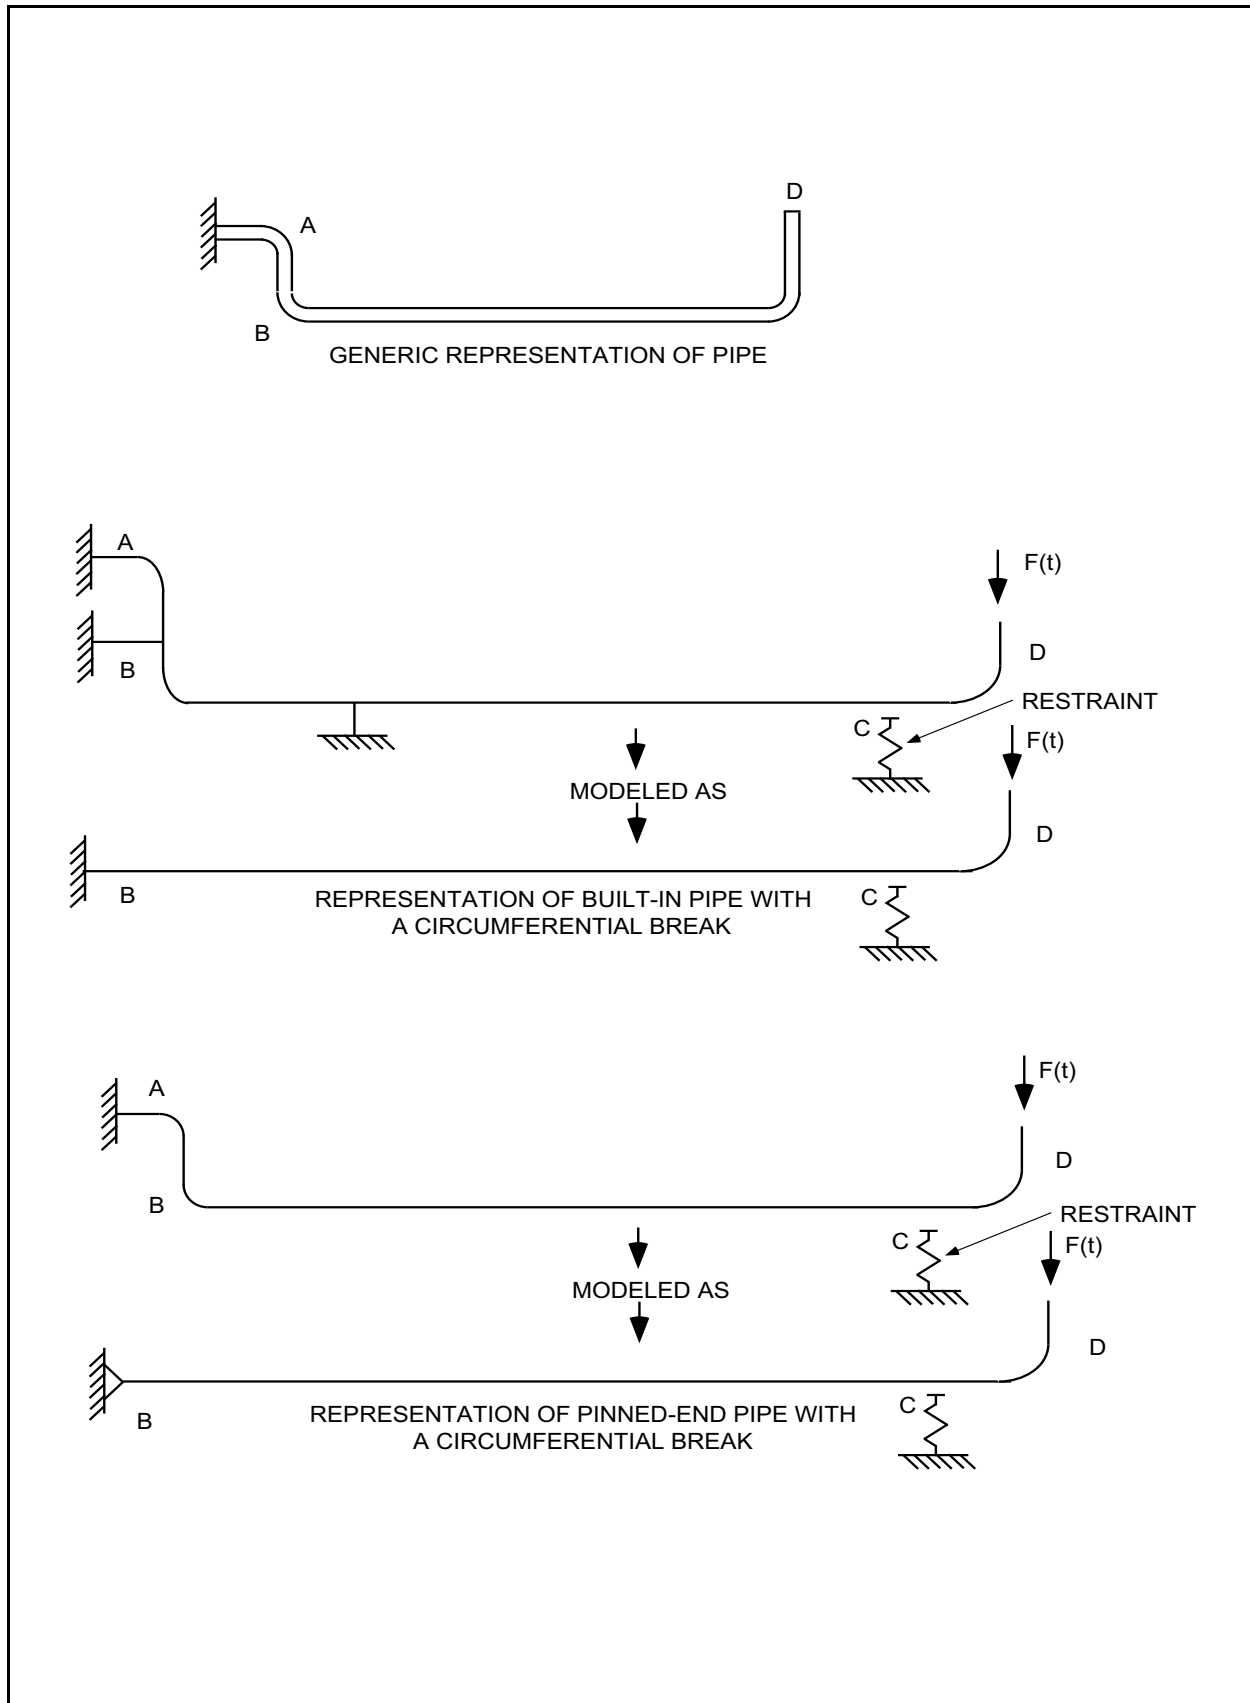 D
A
B
GENERIC REPRESENTATION OF PIPE
A
F(t)
B
D
RESTRAINT
C
F(t)
MODELED AS
D
B
REPRESENTATION OF BUILT-IN PIPE WITH
A CIRCUMFERENTIAL BREAK
C
F(t)
A
D
B
RESTRAINT
C
F(t)
MODELED AS
D
B
REPRESENTATION OF PINNED-END PIPE WITH
A CIRCUMFERENTIAL BREAK
C